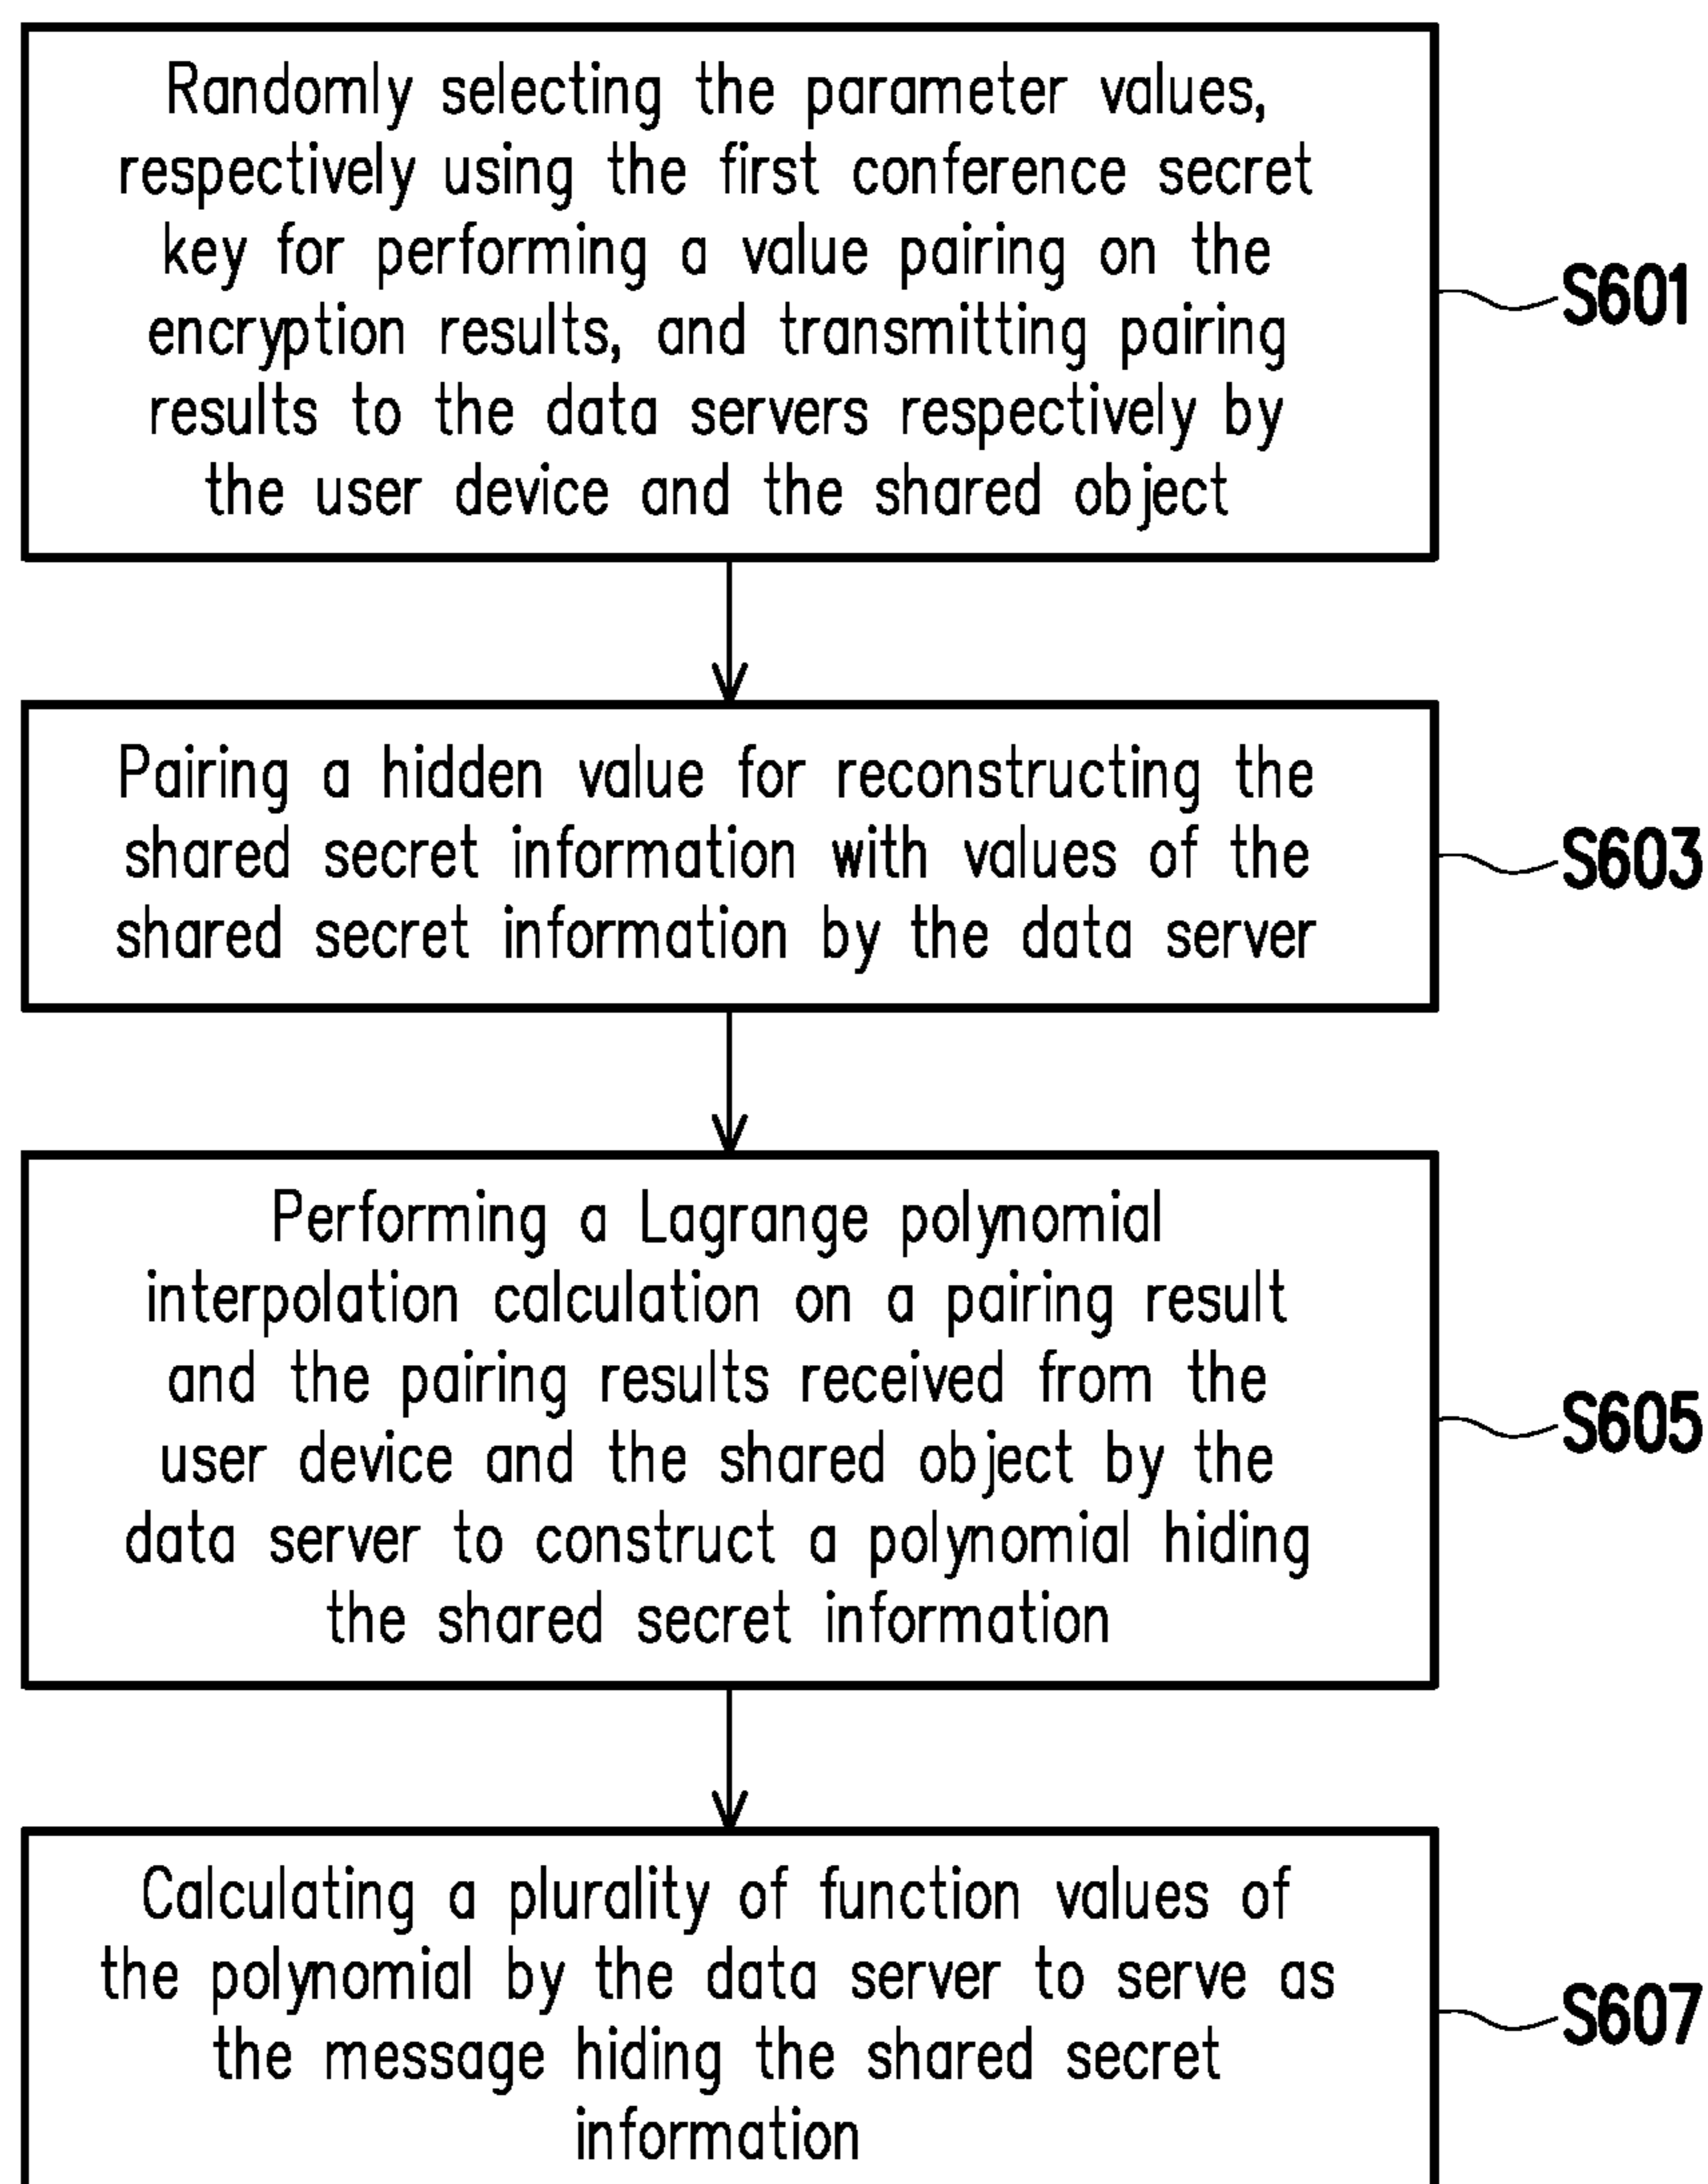 Randomly selecting the parameter values,
respectively using the first conference secret
key for performing a value pairing on the
encryption results, and transmitting pairing
results to the data servers respectively by
the user device and the shared object
S601
Pairing a hidden value for reconstructing the
shared secret information with values of the
shared secret information by the data server
S603
Performing a Lagrange polynomial
interpolation calculation on a pairing result
and the pairing results received from the
user device and the shared object by the
data server to construct a polynomial hiding
the shared secret information
S605
Calculating a plurality of function values of
the polynomial by the data server to serve as
the message hiding the shared secret
information
S607